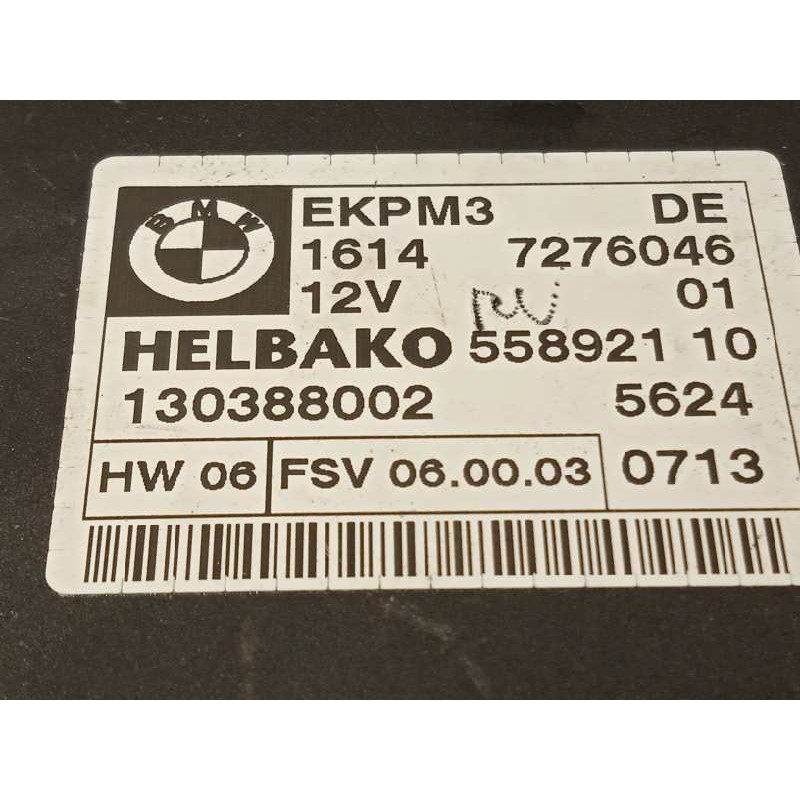 BMW
EKPM3 DE
1614 7276046
12V 01
HELBAKO 558921 10
130388002 5624
HW 06 FSV 06.00.03 0713